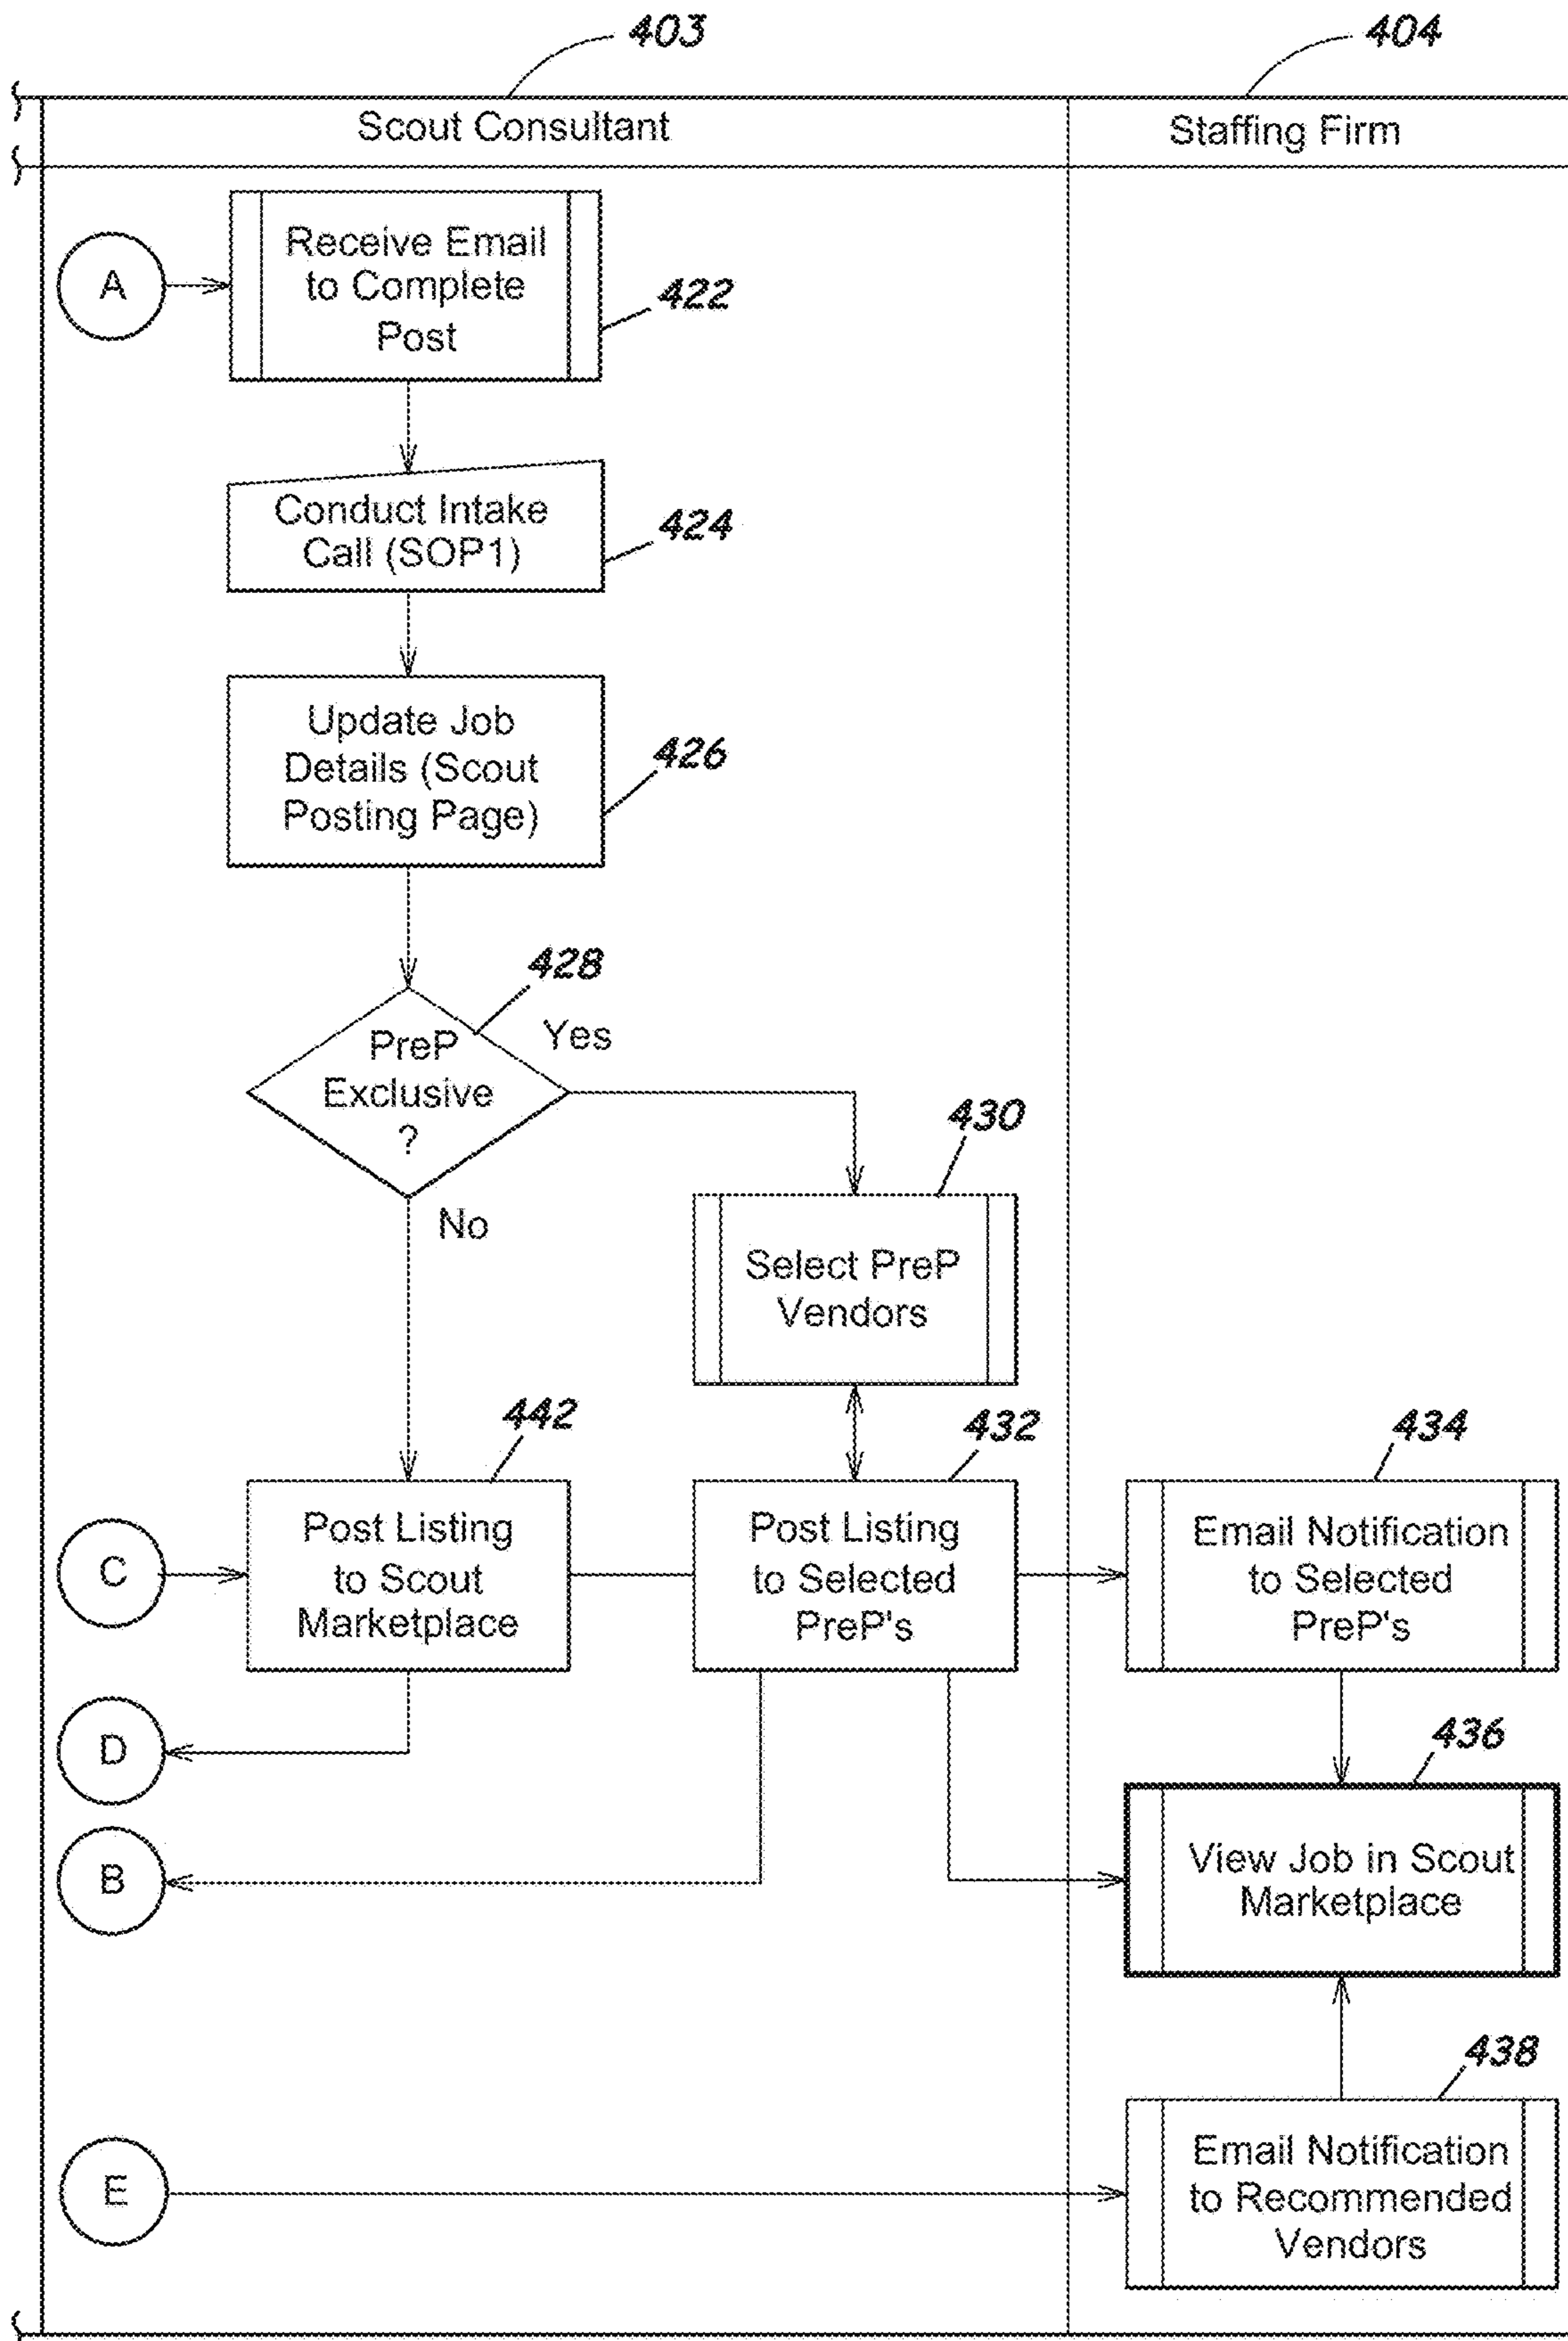 403
404
Scout Consultant
Staffing Firm
A
Receive Email
to Complete
Post
422
Conduct Intake
Call (SOP1)
424
Update Job
Details (Scout
Posting Page)
426
428
PreP
Exclusive
?
Yes
No
430
Select PreP
Vendors
442
432
434
C
Post Listing
to Scout
Marketplace
Post Listing
to Selected
PreP's
Email Notification
to Selected
PreP's
D
436
B
View Job in Scout
Marketplace
438
E
Email Notification
to Recommended
Vendors